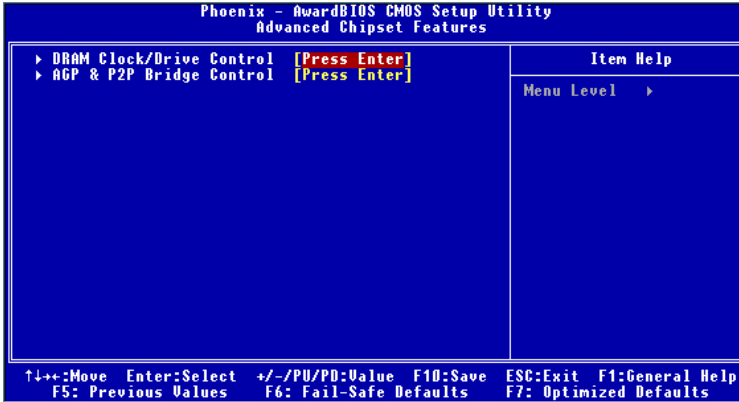 Phoenix - AwardBIOS CMOS Setup Utility
Advanced Chipset Features
▸ DRAM Clock/Drive Control [Press Enter]
▸ AGP & P2P Bridge Control [Press Enter]
Item Help
Menu Level ▸
↑↓→←:Move Enter:Select +/-/PU/PD:Value F10:Save ESC:Exit F1:General Help
F5: Previous Values F6: Fail-Safe Defaults F7: Optimized Defaults